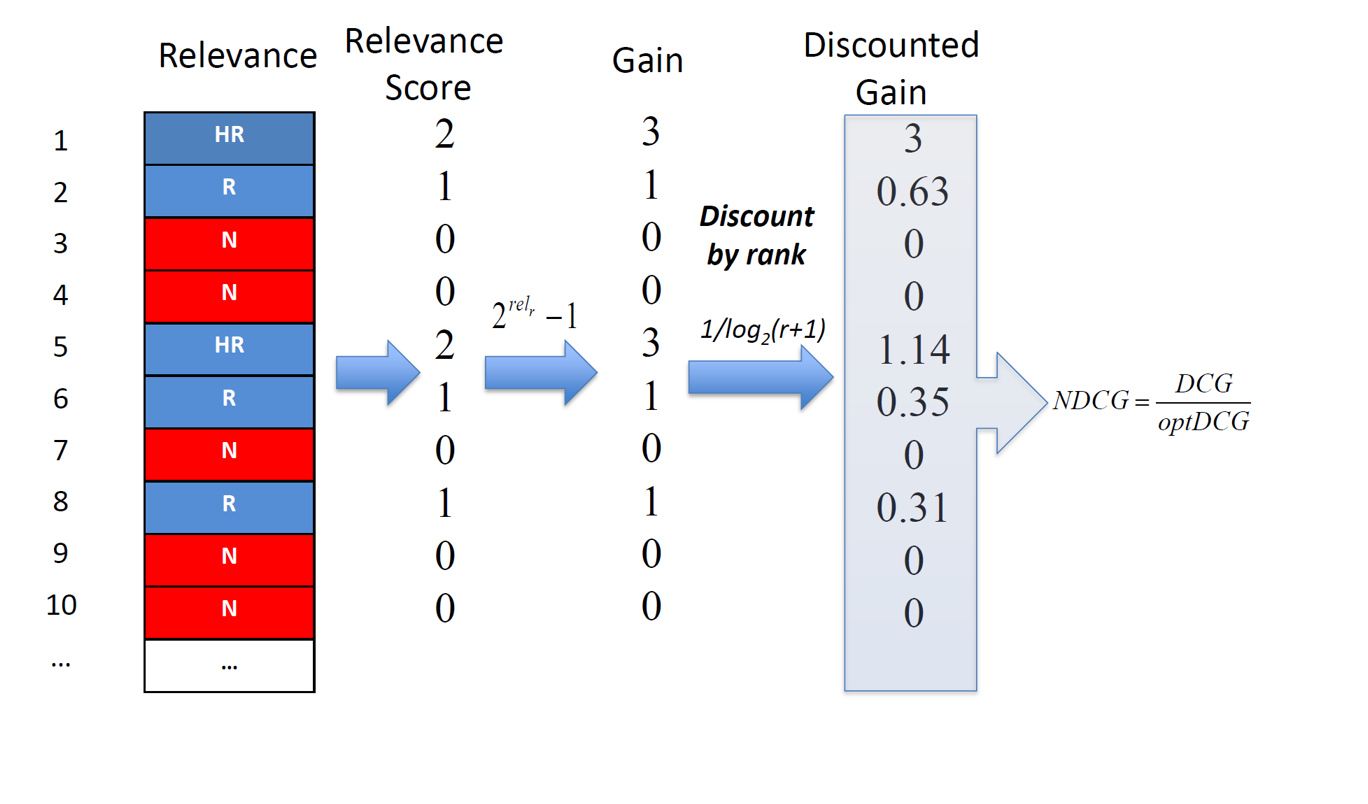 Relevance
Relevance
Score
Gain
Discounted
Gain
1 HR 2 3 3
2 R 1 1 0.63
3 N 0 0 0
4 N 0 0 0
5 HR 2 3 1.14
6 R 1 1 0.35
7 N 0 0 0
8 R 1 1 0.31
9 N 0 0 0
10 N 0 0 0
... ...
2^{rel_r} − 1
Discount
by rank
1/log₂(r+1)
NDCG = DCG / optDCG